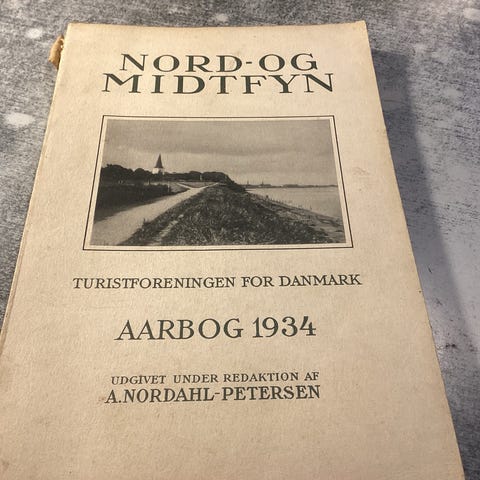 NORD-OG
MIDTFYN
TURISTFORENINGEN FOR DANMARK
AARBOG 1934
UDGIVET UNDER REDAKTION AF
A. NORDAHL-PETERSEN